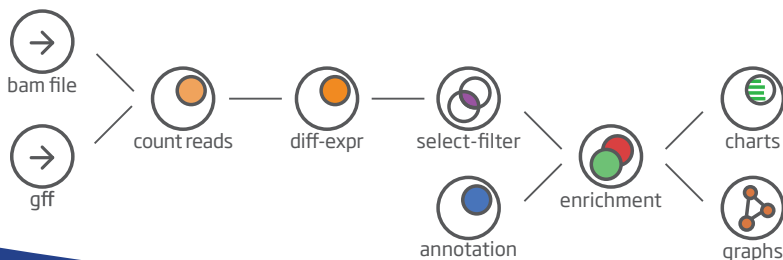 bam file
gff
count reads
diff-expr
select-filter
annotation
enrichment
charts
graphs